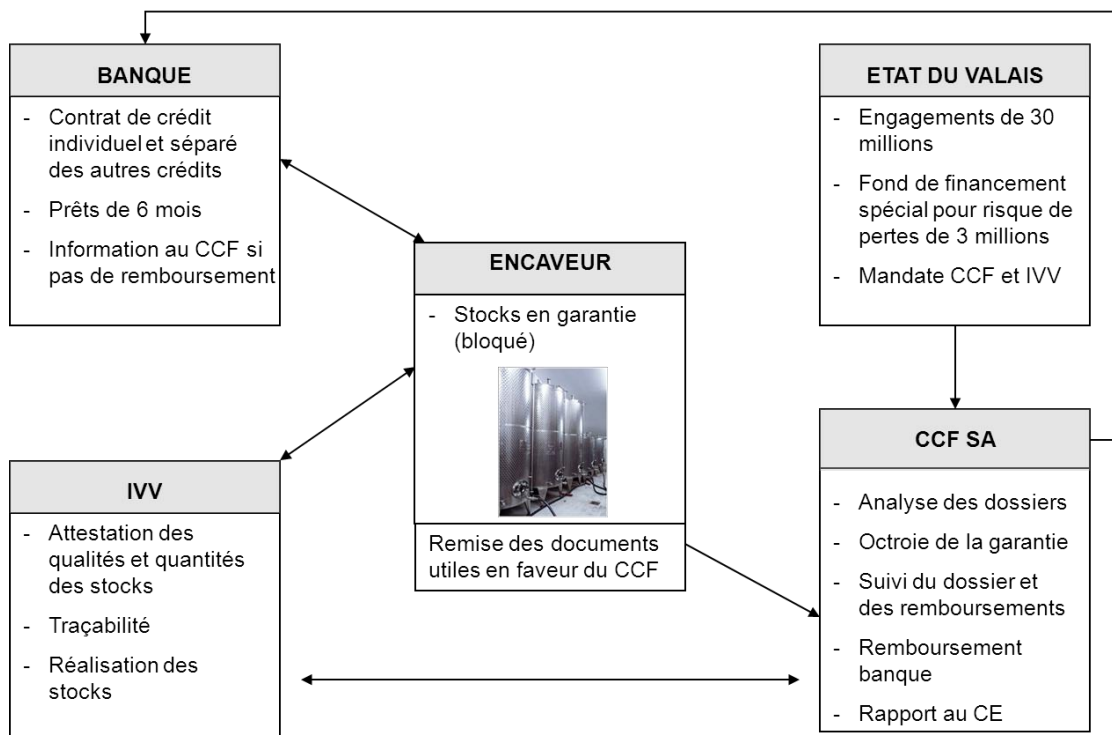 BANQUE
- Contrat de crédit
individuel et séparé
des autres crédits
- Prêts de 6 mois
- Information au CCF si
pas de remboursement
ETAT DU VALAIS
- Engagements de 30
millions
- Fond de financement
spécial pour risque de
pertes de 3 millions
- Mandate CCF et IVV
ENCAVEUR
- Stocks en garantie
(bloqué)
Remise des documents
utiles en faveur du CCF
IVV
- Attestation des
qualités et quantités
des stocks
- Traçabilité
- Réalisation des
stocks
CCF SA
- Analyse des dossiers
- Octroie de la garantie
- Suivi du dossier et
des remboursements
- Remboursement
banque
- Rapport au CE